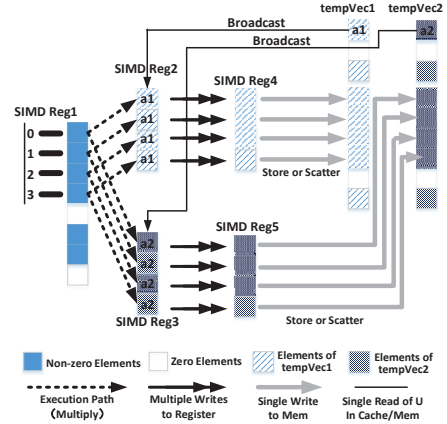 tempVec1 tempVec2
Broadcast
a1 a2
Broadcast
SIMD Reg2
SIMD Reg4
SIMD Reg1
a1
a1
a1
a1
0
1
2
3
Store or Scatter
a2
a2
a2
a2
SIMD Reg5
SIMD Reg3
Store or Scatter
Non-zero Elements
Zero Elements
Elements of
tempVec1
Elements of
tempVec2
Execution Path
(Multiply)
Multiple Writes
to Register
Single Write
to Mem
Single Read of U
In Cache/Mem